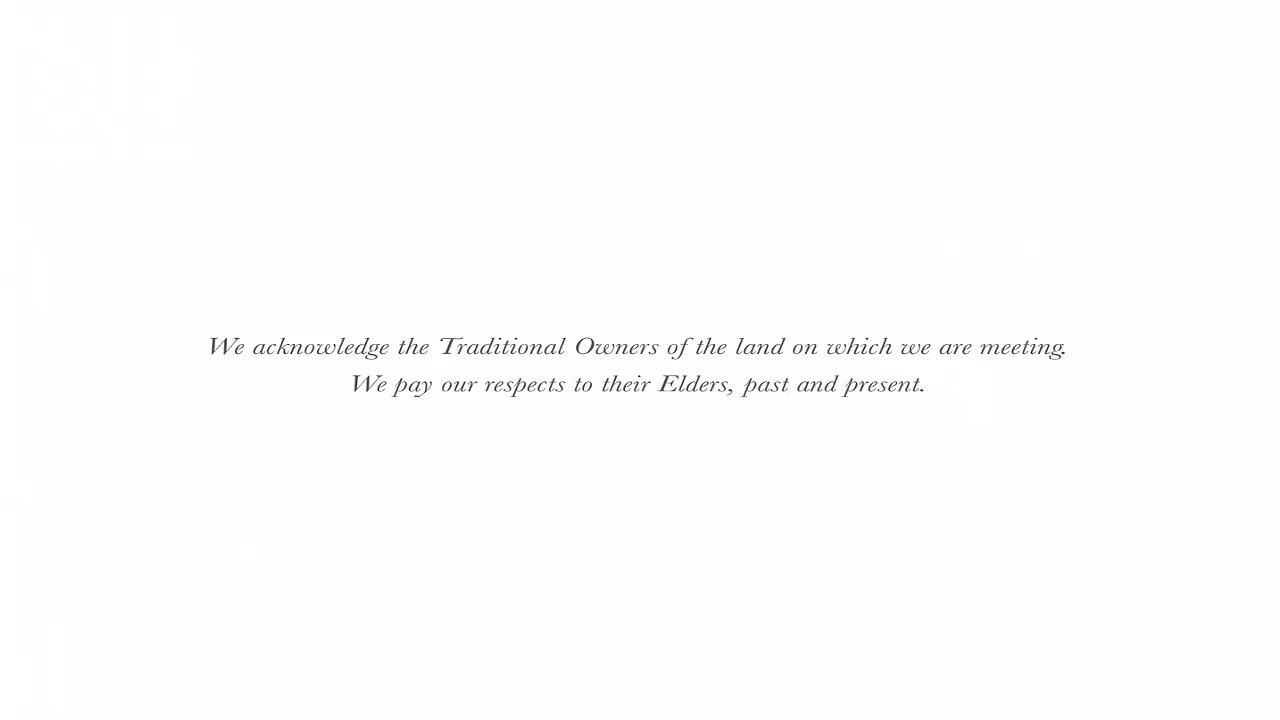 We acknowledge the Traditional Owners of the land on which we are meeting.
We pay our respects to their Elders, past and present.